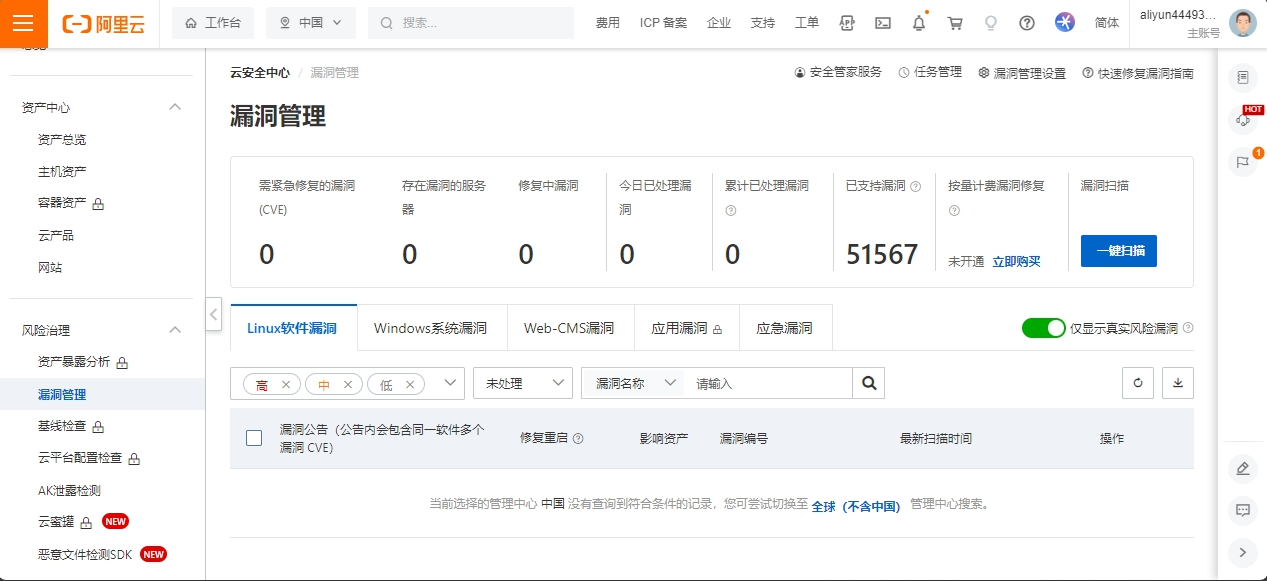 阿里云
工作台
中国
搜索...
费用
ICP 备案
企业
支持
工单
简体
aliyun44493...
主账号
资产中心
资产总览
主机资产
容器资产
云产品
网站
风险治理
资产暴露分析
漏洞管理
基线检查
云平台配置检查
AK泄露检测
云蜜罐 NEW
恶意文件检测SDK NEW
云安全中心 / 漏洞管理
安全管家服务
任务管理
漏洞管理设置
快速修复漏洞指南
漏洞管理
需紧急修复的漏洞
(CVE)
0
存在漏洞的服务
器
0
修复中漏洞
0
今日已处理漏
洞
0
累计已处理漏洞
0
已支持漏洞
51567
按量计费漏洞修复
未开通 立即购买
漏洞扫描
一键扫描
Linux软件漏洞
Windows系统漏洞
Web-CMS漏洞
应用漏洞
应急漏洞
仅显示真实风险漏洞
高
中
低
未处理
漏洞名称
请输入
漏洞公告（公告内会包含同一软件多个
漏洞 CVE)
修复重启
影响资产
漏洞编号
最新扫描时间
操作
当前选择的管理中心 中国 没有查询到符合条件的记录，您可尝试切换至 全球（不含中国） 管理中心搜索。
HOT
1